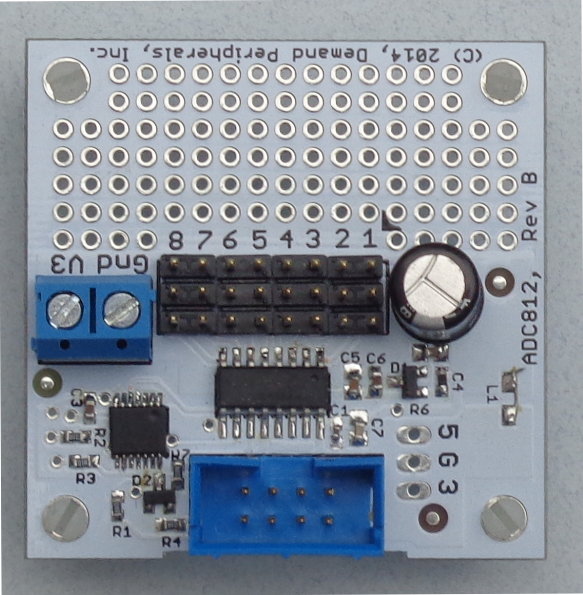 (C) 2014, Demand Peripherals, Inc.
Rev B
ADC812,
8 7 6 5 4 3 2 1
Gnd V3
C5
C6
D1
C4
L1
C3
C1
C7
R6
R2
R3
D2
5
G
3
R1
R4